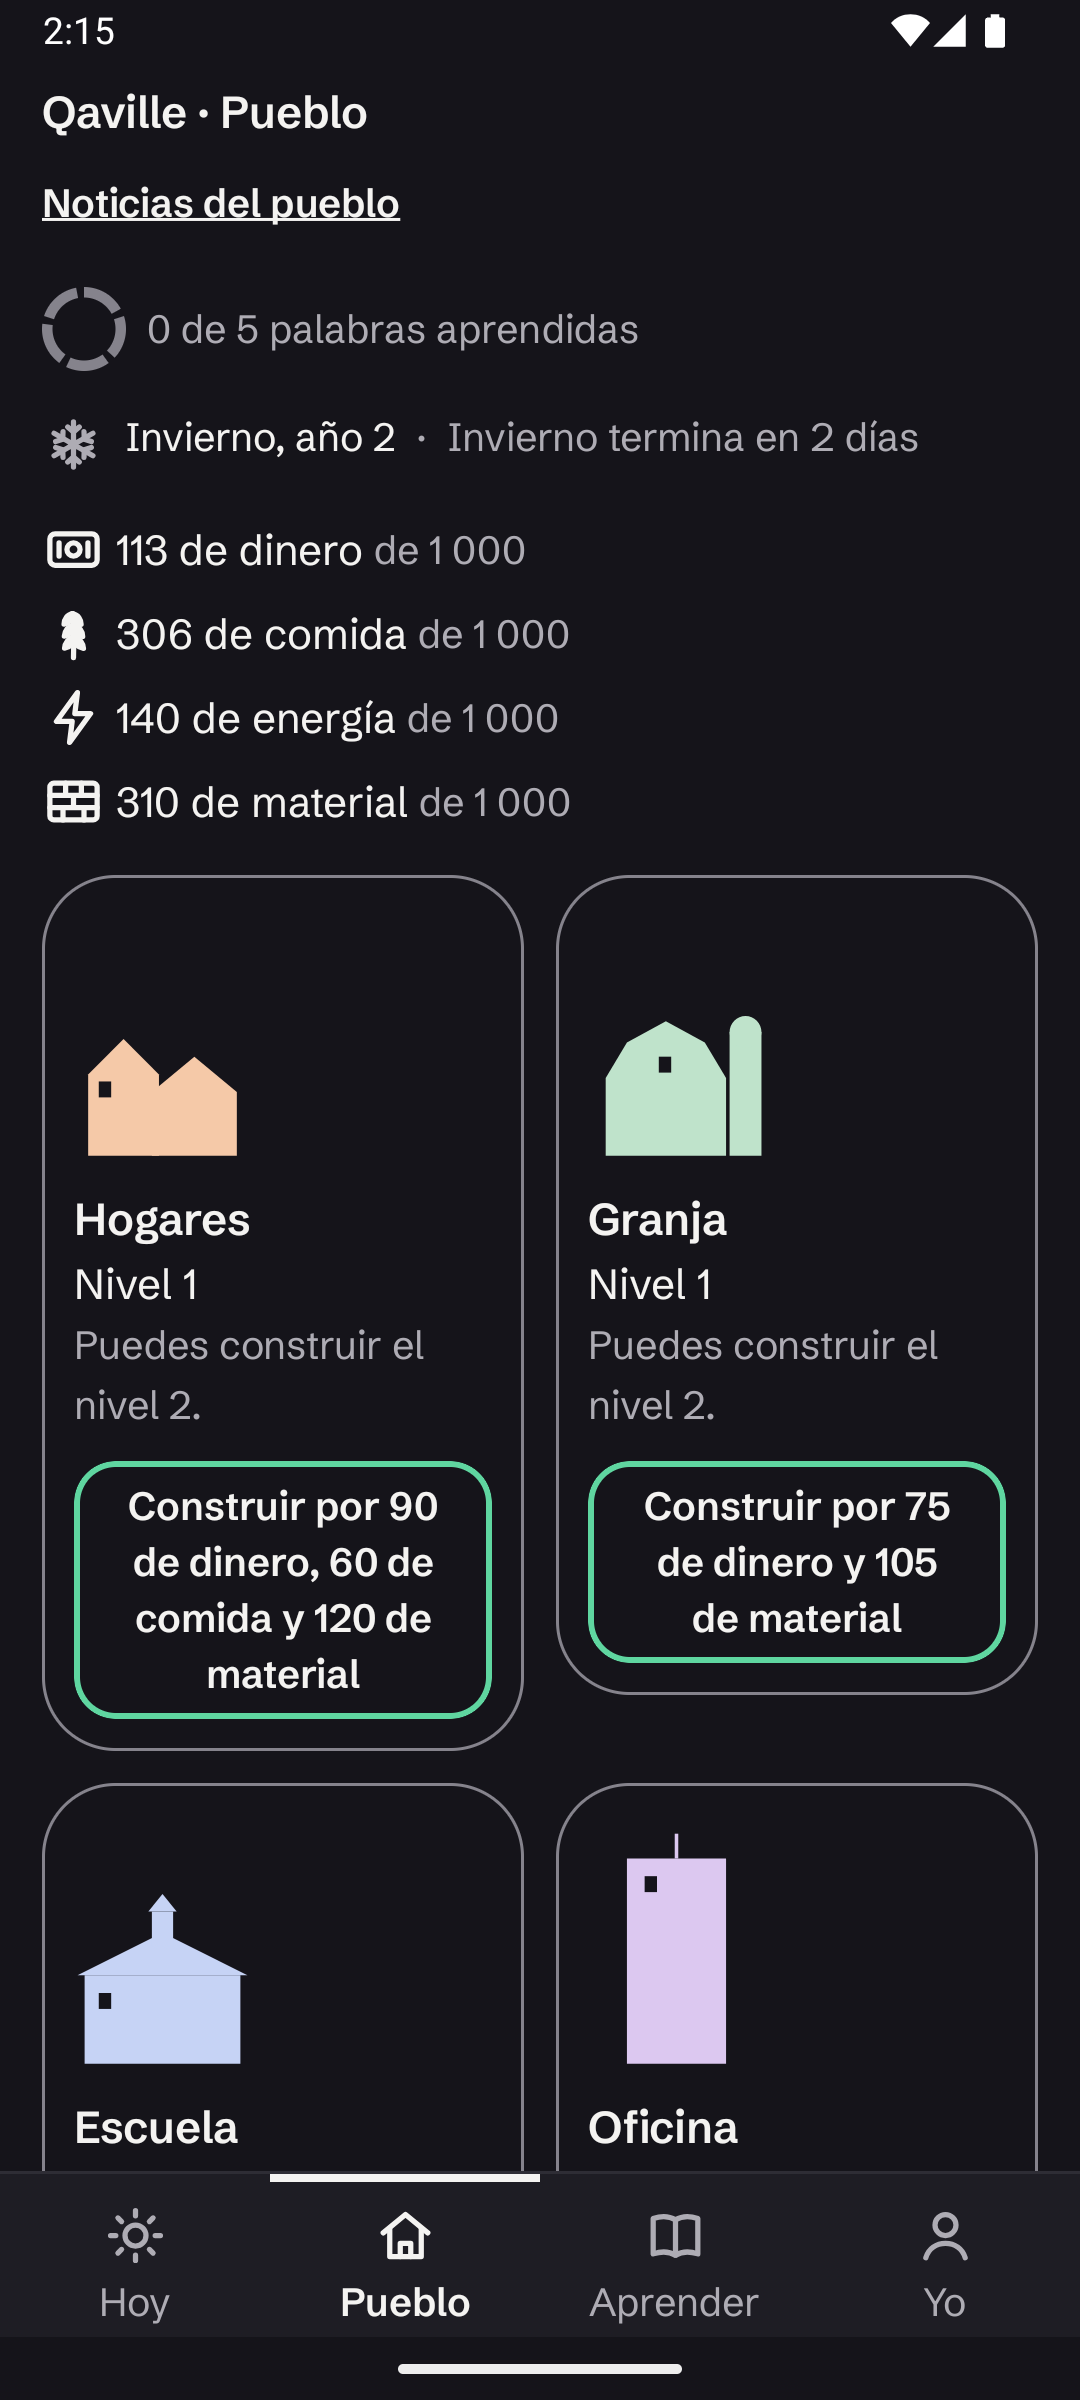 2:15
Qaville · Pueblo
Noticias del pueblo
0 de 5 palabras aprendidas
Invierno, año 2 · Invierno termina en 2 días
113 de dinero de 1 000
306 de comida de 1 000
140 de energía de 1 000
310 de material de 1 000
Hogares
Nivel 1
Puedes construir el
nivel 2.
Construir por 90
de dinero, 60 de
comida y 120 de
material
Granja
Nivel 1
Puedes construir el
nivel 2.
Construir por 75
de dinero y 105
de material
Escuela
Oficina
Hoy
Pueblo
Aprender
Yo